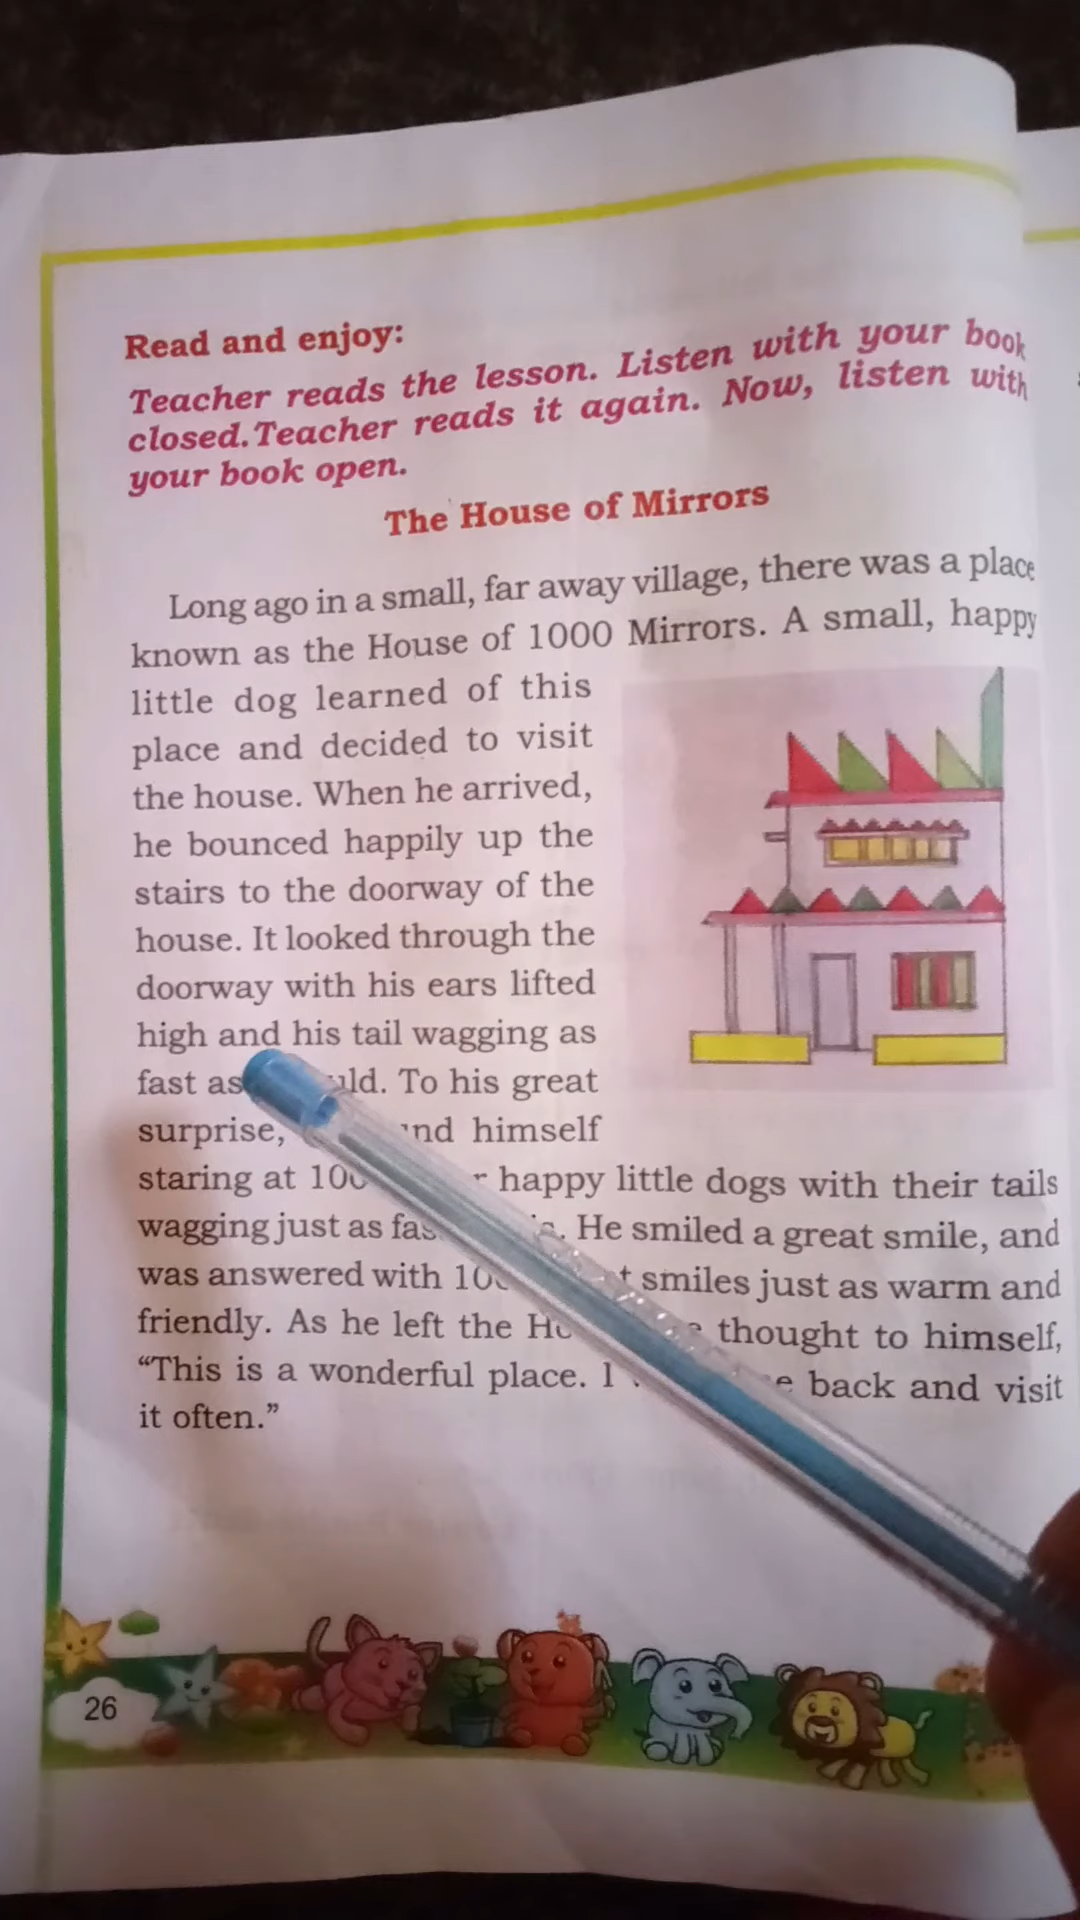 Read and enjoy:
Teacher reads the lesson. Listen with your book
closed. Teacher reads it again. Now, listen with
your book open.
The House of Mirrors
Long ago in a small, far away village, there was a place
known as the House of 1000 Mirrors. A small, happy
little dog learned of this
place and decided to visit
the house. When he arrived,
he bounced happily up the
stairs to the doorway of the
house. It looked through the
doorway with his ears lifted
high and his tail wagging as
fast as To his great
surprise, himself
staring at happy little dogs with their tails
wagging just as He smiled a great smile, and
was answered with smiles just as warm and
friendly. As he left the thought to himself,
“This is a wonderful place. I back and visit
it often.”
26